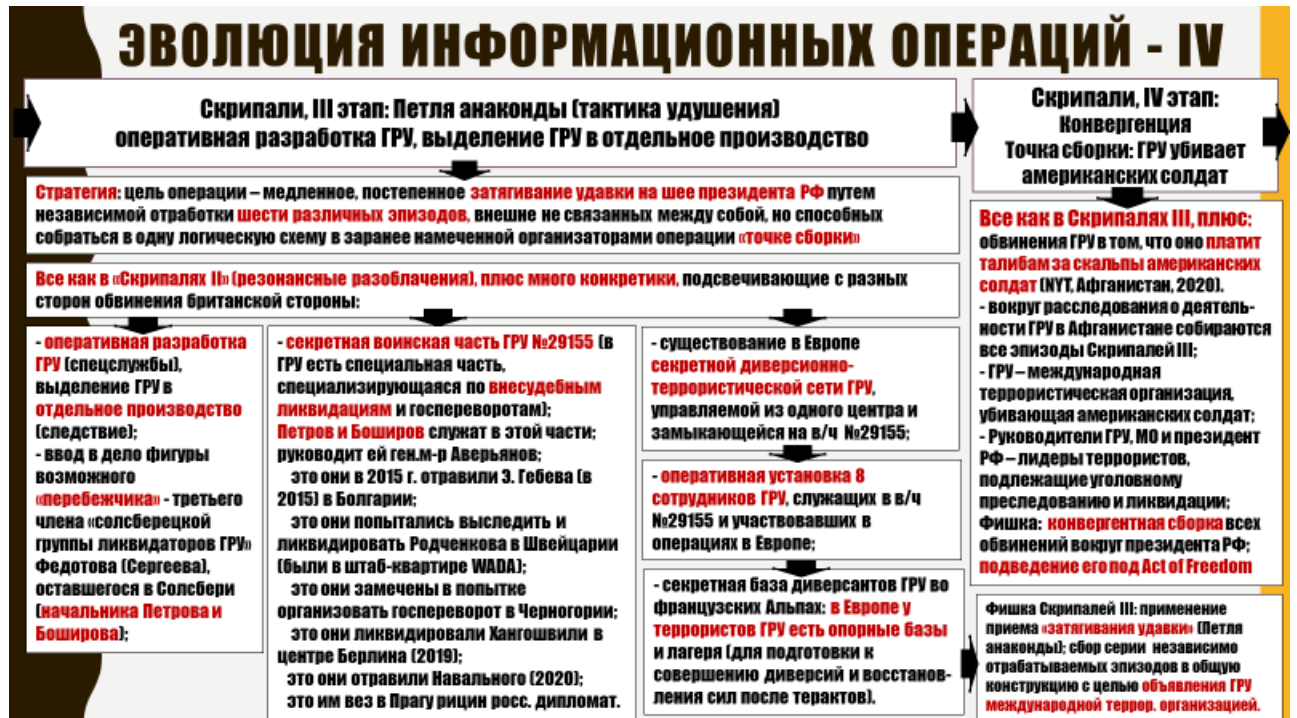 ЭВОЛЮЦИЯ ИНФОРМАЦИОННЫХ ОПЕРАЦИЙ - IV
Скрипали, III этап: Петля анаконды (тактика удушения)
оперативная разработка ГРУ, выделение ГРУ в отдельное производство
Скрипали, IV этап:
Конвергенция
Точка сборки: ГРУ убивает
американских солдат
Стратегия: цель операции – медленное, постепенное затягивание удавки на шее президента РФ путем
независимой отработки шести различных эпизодов, внешне не связанных между собой, но способных
собраться в одну логическую схему в заранее намеченной организаторами операции «точке сборки»
Все как в «Скрипалях II» (резонансные разоблачения), плюс много конкретики, подсвечивающие с разных
сторон обвинения британской стороны:
- оперативная разработка
ГРУ (спецслужбы),
выделение ГРУ в
отдельное производство
(следствие);
- ввод в дело фигуры
возможного
«перебежчика» - третьего
члена «солсберецкой
группы ликвидаторов ГРУ»
Федотова (Сергеева),
оставшегося в Солсбери
(начальника Петрова и
Боширова);
- секретная воинская часть ГРУ №29155 (в
ГРУ есть специальная часть,
специализирующаяся по внесудебным
ликвидациям и госпереворотам);
Петров и Боширов служат в этой части;
руководит ей ген.м-р Аверьянов;
это они в 2015 г. отравили Э. Гебева (в
2015) в Болгарии;
это они попытались выследить и
ликвидировать Родченкова в Швейцарии
(были в штаб-квартире WADA);
это они замечены в попытке
организовать госпереворот в Черногории;
это они ликвидировали Хангошвили в
центре Берлина (2019);
это они отравили Навального (2020);
это им вез в Прагу рицин росс. дипломат.
- существование в Европе
секретной диверсионно-
террористической сети ГРУ,
управляемой из одного центра и
замыкающейся на в/ч №29155;
- оперативная установка 8
сотрудников ГРУ, служащих в в/ч
№29155 и участвовавших в
операциях в Европе;
- секретная база диверсантов ГРУ во
французских Альпах: в Европе у
террористов ГРУ есть опорные базы
и лагеря (для подготовки к
совершению диверсий и восстанов-
ления сил после терактов).
Все как в Скрипалях III, плюс:
обвинения ГРУ в том, что оно платит
талибам за скальпы американских
солдат (NYT, Афганистан, 2020).
- вокруг расследования о деятель-
ности ГРУ в Афганистане собираются
все эпизоды Скрипалей III;
- ГРУ – международная
террористическая организация,
убивающая американских солдат;
- Руководители ГРУ, МО и президент
РФ – лидеры террористов,
подлежащие уголовному
преследованию и ликвидации;
Фишка: конвергентная сборка всех
обвинений вокруг президента РФ;
подведение его под Act of Freedom
Фишка Скрипалей III: применение
приема «затягивания удавки» (Петля
анаконды); сбор серии независимо
отрабатываемых эпизодов в общую
конструкцию с целью объявления ГРУ
международной террор. организацией.